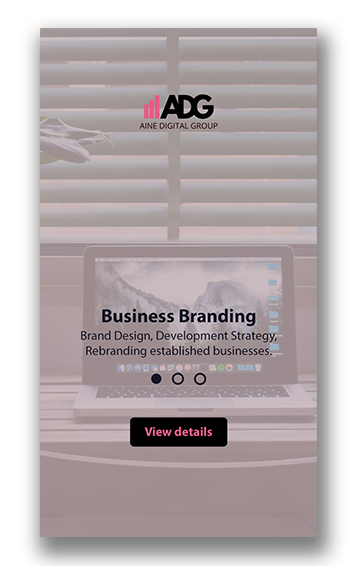 ADG
AINE DIGITAL GROUP
Business Branding
Brand Design, Development Strategy,
Rebranding established businesses.
View details